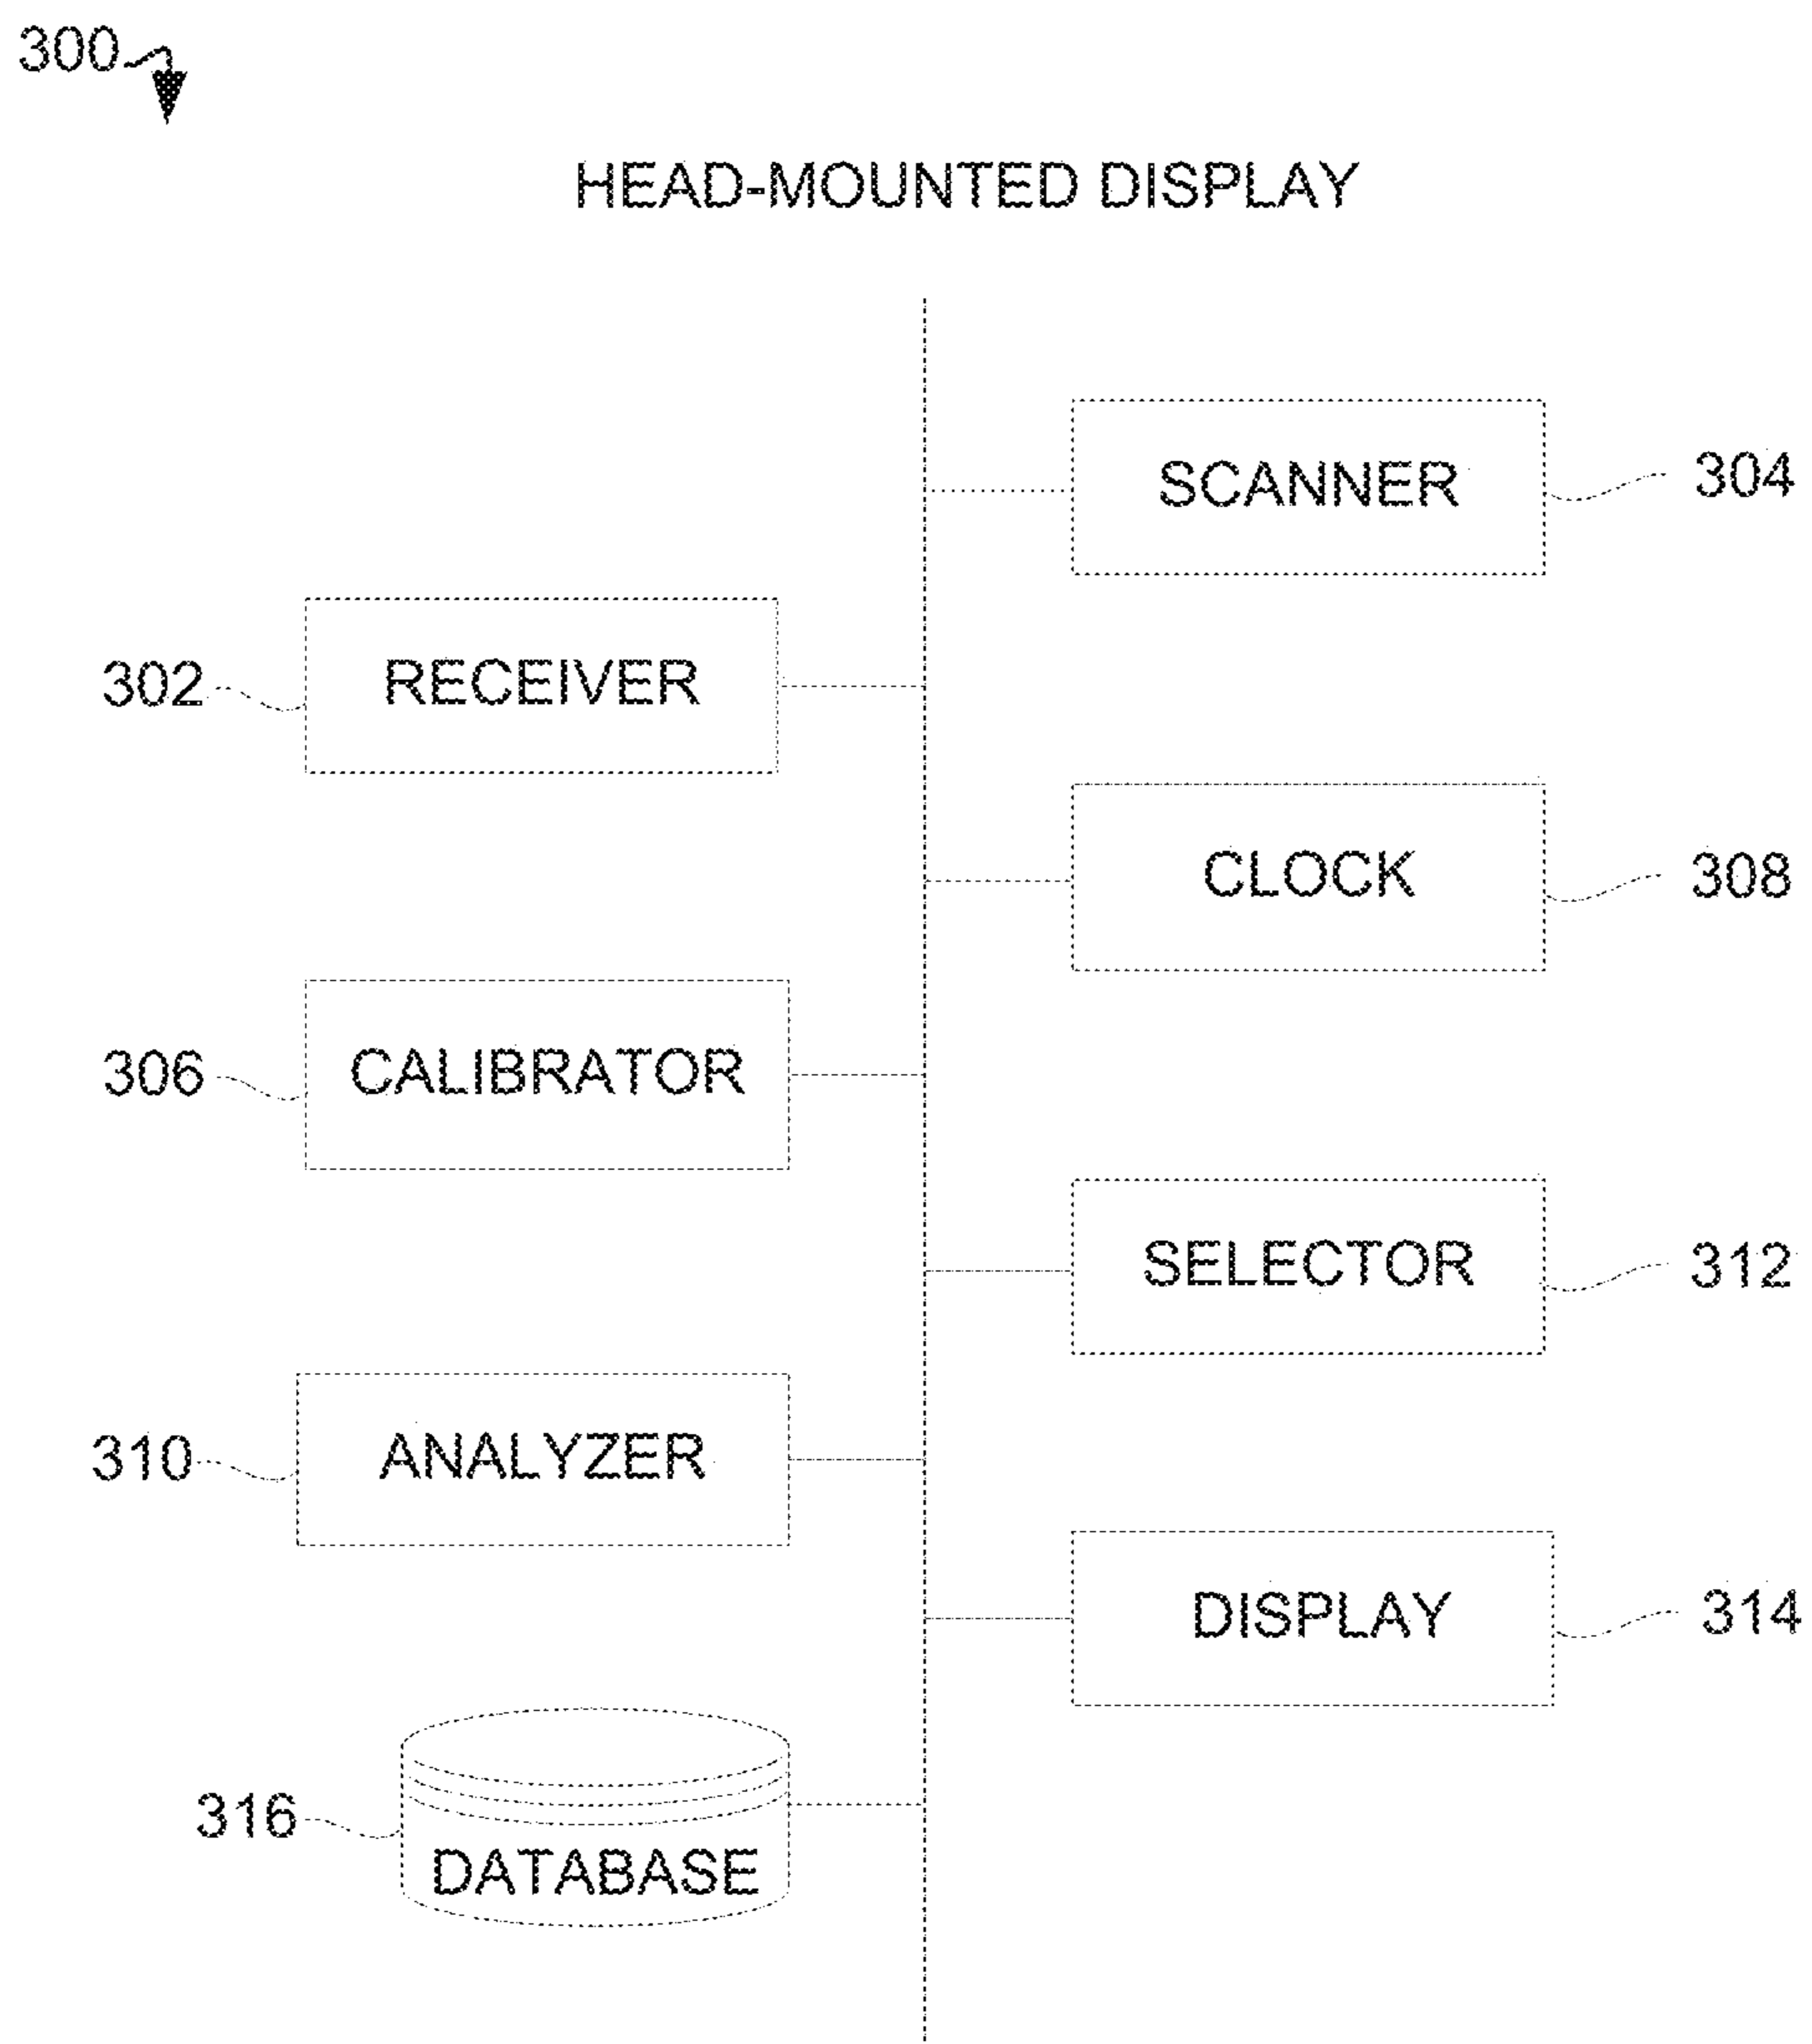 300
HEAD-MOUNTED DISPLAY
SCANNER 304
302 RECEIVER
CLOCK 308
306 CALIBRATOR
SELECTOR 312
310 ANALYZER
DISPLAY 314
316 DATABASE